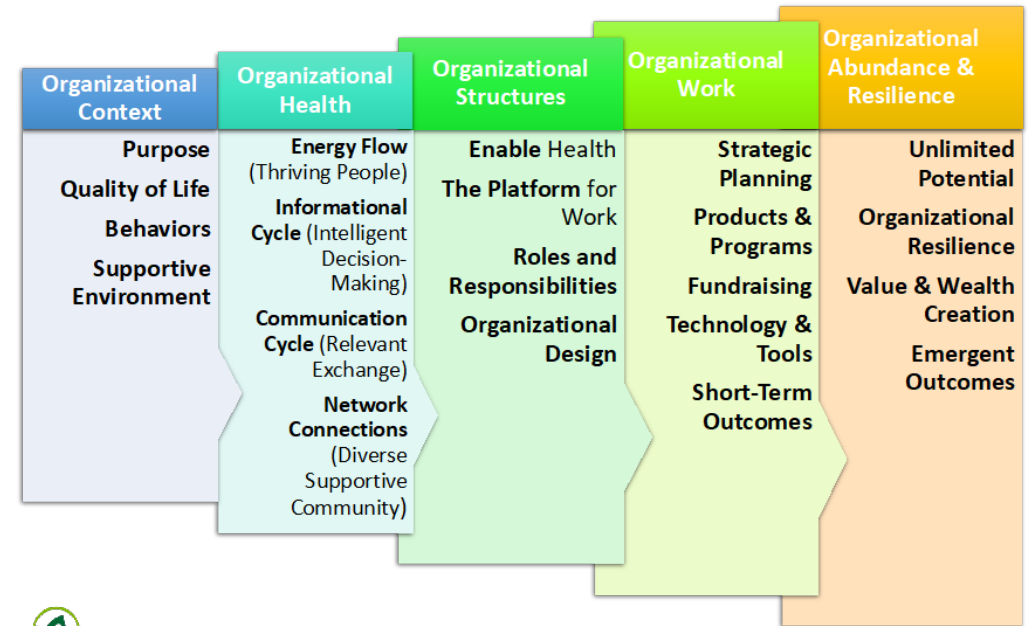 Organizational
Context
Purpose
Quality of Life
Behaviors
Supportive
Environment
Organizational
Health
Energy Flow
(Thriving People)
Informational
Cycle (Intelligent
Decision-
Making)
Communication
Cycle (Relevant
Exchange)
Network
Connections
(Diverse
Supportive
Community)
Organizational
Structures
Enable Health
The Platform for
Work
Roles and
Responsibilities
Organizational
Design
Organizational
Work
Strategic
Planning
Products &
Programs
Fundraising
Technology &
Tools
Short-Term
Outcomes
Organizational
Abundance &
Resilience
Unlimited
Potential
Organizational
Resilience
Value & Wealth
Creation
Emergent
Outcomes